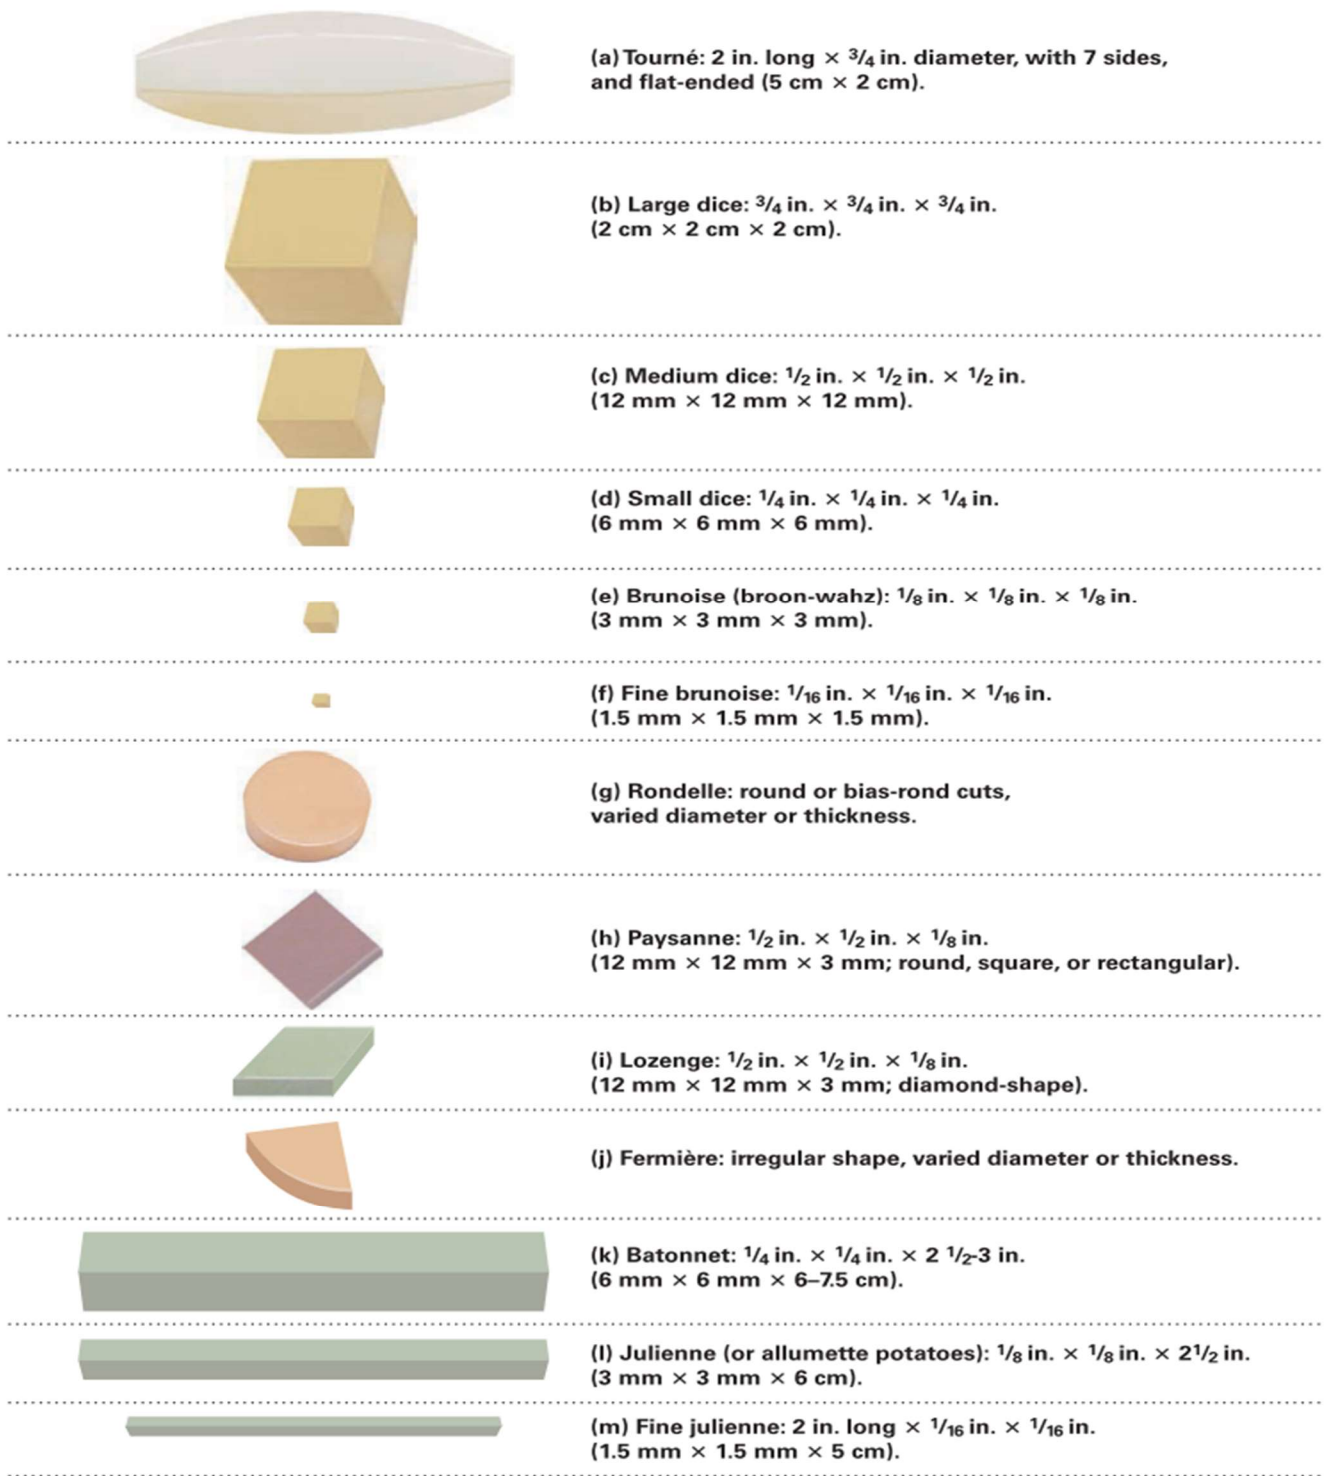 (a) Tourné: 2 in. long × 3/4 in. diameter, with 7 sides,
and flat-ended (5 cm × 2 cm).
(b) Large dice: 3/4 in. × 3/4 in. × 3/4 in.
(2 cm × 2 cm × 2 cm).
(c) Medium dice: 1/2 in. × 1/2 in. × 1/2 in.
(12 mm × 12 mm × 12 mm).
(d) Small dice: 1/4 in. × 1/4 in. × 1/4 in.
(6 mm × 6 mm × 6 mm).
(e) Brunoise (broon-wahz): 1/8 in. × 1/8 in. × 1/8 in.
(3 mm × 3 mm × 3 mm).
(f) Fine brunoise: 1/16 in. × 1/16 in. × 1/16 in.
(1.5 mm × 1.5 mm × 1.5 mm).
(g) Rondelle: round or bias-rond cuts,
varied diameter or thickness.
(h) Paysanne: 1/2 in. × 1/2 in. × 1/8 in.
(12 mm × 12 mm × 3 mm; round, square, or rectangular).
(i) Lozenge: 1/2 in. × 1/2 in. × 1/8 in.
(12 mm × 12 mm × 3 mm; diamond-shape).
(j) Fermière: irregular shape, varied diameter or thickness.
(k) Batonnet: 1/4 in. × 1/4 in. × 2 1/2-3 in.
(6 mm × 6 mm × 6–7.5 cm).
(l) Julienne (or allumette potatoes): 1/8 in. × 1/8 in. × 2 1/2 in.
(3 mm × 3 mm × 6 cm).
(m) Fine julienne: 2 in. long × 1/16 in. × 1/16 in.
(1.5 mm × 1.5 mm × 5 cm).